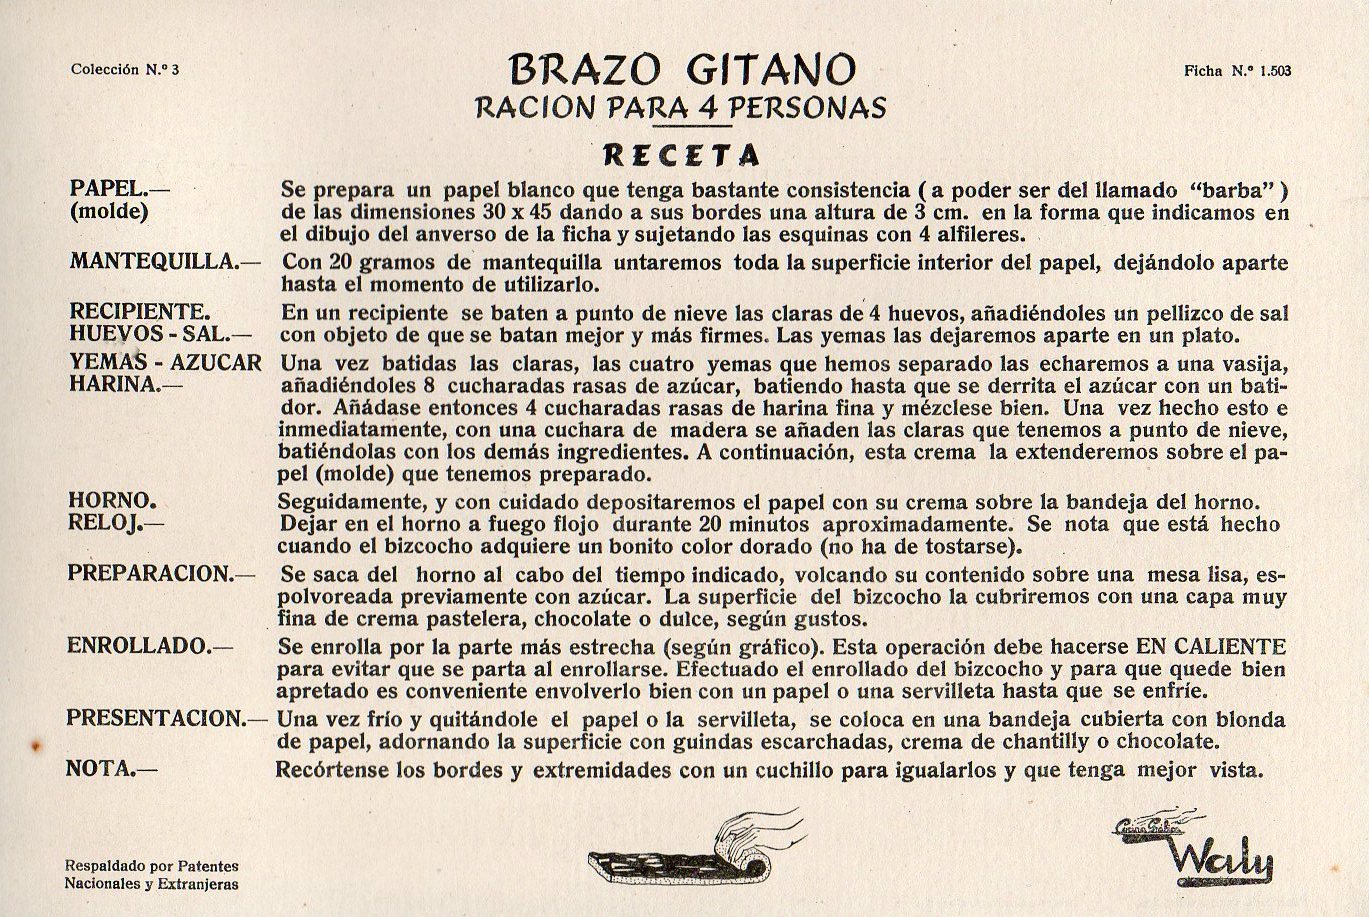 Colección N.º 3
BRAZO GITANO
Ficha N.º 1.503
RACION PARA 4 PERSONAS
RECETA
PAPEL.— Se prepara un papel blanco que tenga bastante consistencia ( a poder ser del llamado “barba” )
(molde) de las dimensiones 30 x 45 dando a sus bordes una altura de 3 cm. en la forma que indicamos en
el dibujo del anverso de la ficha y sujetando las esquinas con 4 alfileres.
MANTEQUILLA.— Con 20 gramos de mantequilla untaremos toda la superficie interior del papel, dejándolo aparte
hasta el momento de utilizarlo.
RECIPIENTE. En un recipiente se baten a punto de nieve las claras de 4 huevos, añadiéndoles un pellizco de sal
HUEVOS - SAL.— con objeto de que se batan mejor y más firmes. Las yemas las dejaremos aparte en un plato.
YEMAS - AZUCAR Una vez batidas las claras, las cuatro yemas que hemos separado las echaremos a una vasija,
HARINA.— añadiéndoles 8 cucharadas rasas de azúcar, batiendo hasta que se derrita el azúcar con un bati-
dor. Añádase entonces 4 cucharadas rasas de harina fina y mézclese bien. Una vez hecho esto e
inmediatamente, con una cuchara de madera se añaden las claras que tenemos a punto de nieve,
batiéndolas con los demás ingredientes. A continuación, esta crema la extenderemos sobre el pa-
pel (molde) que tenemos preparado.
HORNO. Seguidamente, y con cuidado depositaremos el papel con su crema sobre la bandeja del horno.
RELOJ.— Dejar en el horno a fuego flojo durante 20 minutos aproximadamente. Se nota que está hecho
cuando el bizcocho adquiere un bonito color dorado (no ha de tostarse).
PREPARACION.— Se saca del horno al cabo del tiempo indicado, volcando su contenido sobre una mesa lisa, es-
polvoreada previamente con azúcar. La superficie del bizcocho la cubriremos con una capa muy
fina de crema pastelera, chocolate o dulce, según gustos.
ENROLLADO.— Se enrolla por la parte más estrecha (según gráfico). Esta operación debe hacerse EN CALIENTE
para evitar que se parta al enrollarse. Efectuado el enrollado del bizcocho y para que quede bien
apretado es conveniente envolverlo bien con un papel o una servilleta hasta que se enfríe.
PRESENTACION.— Una vez frío y quitándole el papel o la servilleta, se coloca en una bandeja cubierta con blonda
de papel, adornando la superficie con guindas escarchadas, crema de chantilly o chocolate.
NOTA.— Recórtense los bordes y extremidades con un cuchillo para igualarlos y que tenga mejor vista.
Waly
Respaldado por Patentes
Nacionales y Extranjeras